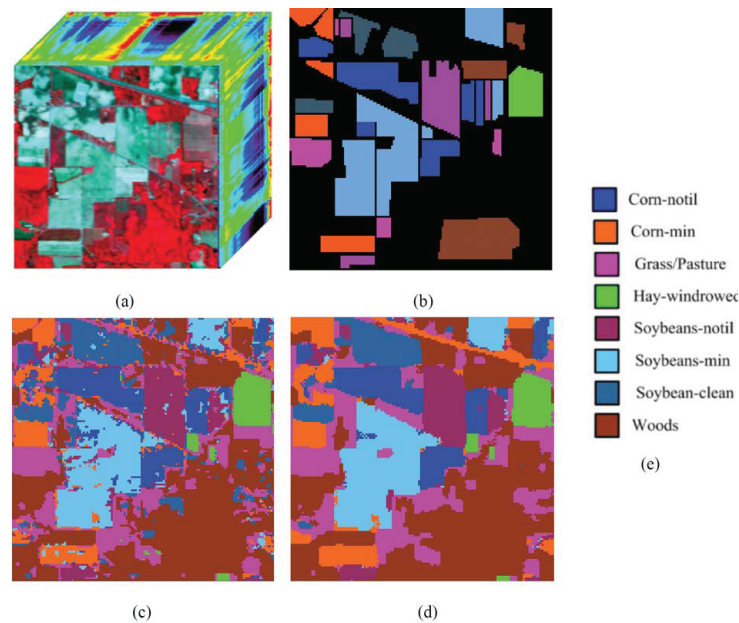 (a)
(b)
Corn-notil
Corn-min
Grass/Pasture
Hay-windrowed
Soybeans-notil
Soybeans-min
Soybean-clean
Woods
(e)
(c)
(d)